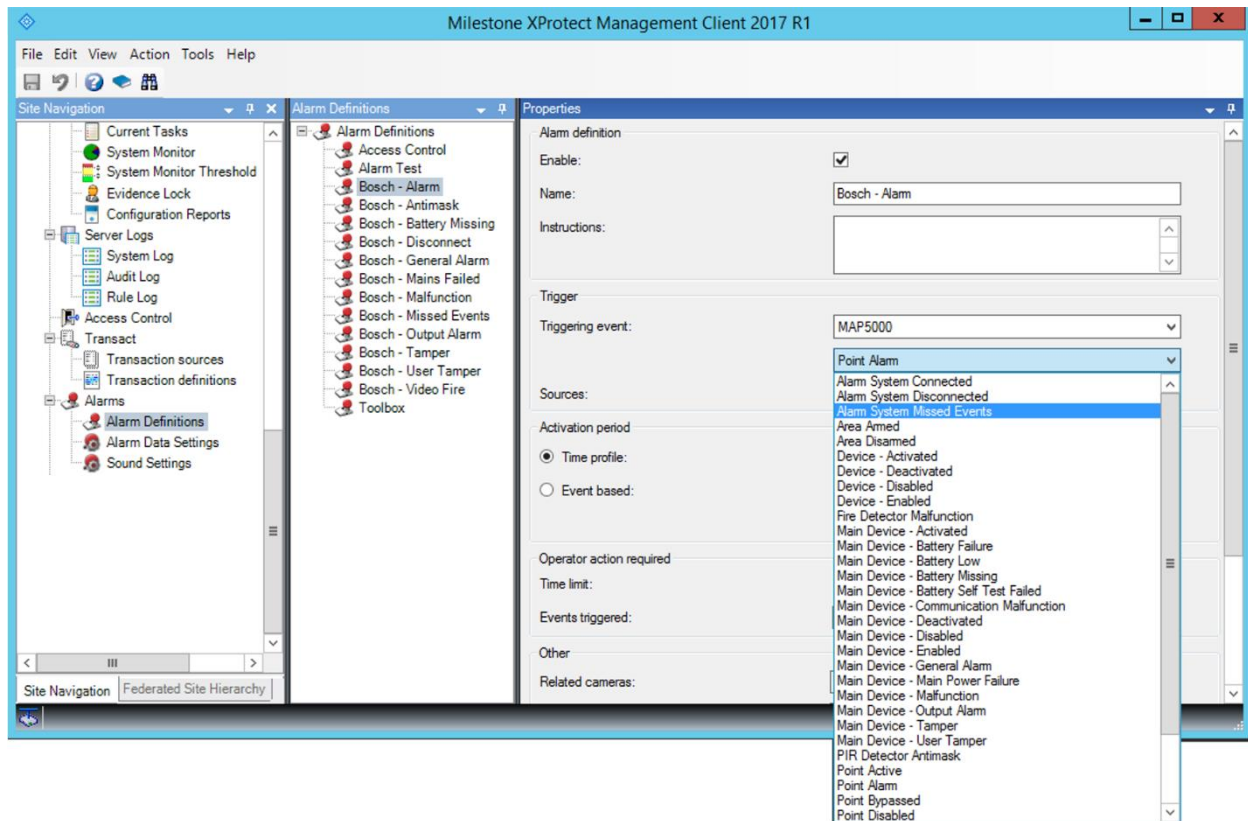 Milestone XProtect Management Client 2017 R1
File Edit View Action Tools Help
Site Navigation
Current Tasks
System Monitor
System Monitor Threshold
Evidence Lock
Configuration Reports
Server Logs
System Log
Audit Log
Rule Log
Access Control
Transact
Transaction sources
Transaction definitions
Alarms
Alarm Definitions
Alarm Data Settings
Sound Settings
Site Navigation
Federated Site Hierarchy
Alarm Definitions
Alarm Definitions
Access Control
Alarm Test
Bosch - Alarm
Bosch - Antimask
Bosch - Battery Missing
Bosch - Disconnect
Bosch - General Alarm
Bosch - Mains Failed
Bosch - Malfunction
Bosch - Missed Events
Bosch - Output Alarm
Bosch - Tamper
Bosch - User Tamper
Bosch - Video Fire
Toolbox
Properties
Alarm definition
Enable:
Name: Bosch - Alarm
Instructions:
Trigger
Triggering event: MAP5000
Point Alarm
Sources:
Activation period
Time profile:
Event based:
Operator action required
Time limit:
Events triggered:
Other
Related cameras:
Alarm System Connected
Alarm System Disconnected
Alarm System Missed Events
Area Armed
Area Disarmed
Device - Activated
Device - Deactivated
Device - Disabled
Device - Enabled
Fire Detector Malfunction
Main Device - Activated
Main Device - Battery Failure
Main Device - Battery Low
Main Device - Battery Missing
Main Device - Battery Self Test Failed
Main Device - Communication Malfunction
Main Device - Deactivated
Main Device - Disabled
Main Device - Enabled
Main Device - General Alarm
Main Device - Main Power Failure
Main Device - Malfunction
Main Device - Output Alarm
Main Device - Tamper
Main Device - User Tamper
PIR Detector Antimask
Point Active
Point Alarm
Point Bypassed
Point Disabled